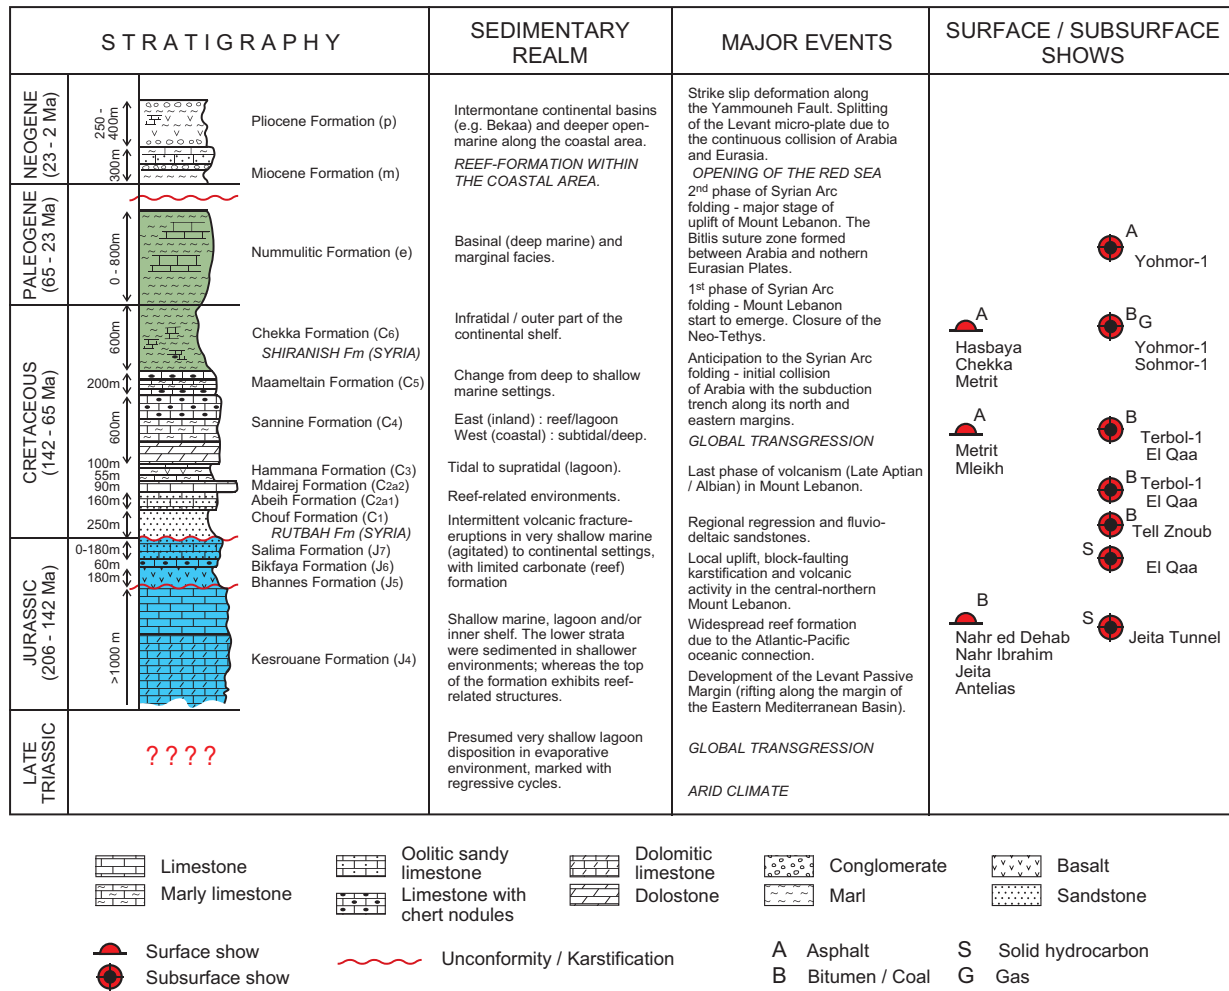 STRATIGRAPHY
SEDIMENTARY
REALM
MAJOR EVENTS
SURFACE / SUBSURFACE
SHOWS
NEOGENE
(23 - 2 Ma)
250 -
400m
300m
Pliocene Formation (p)
Miocene Formation (m)
Intermontane continental basins
(e.g. Bekaa) and deeper open-
marine along the coastal area.
REEF-FORMATION WITHIN
THE COASTAL AREA.
Strike slip deformation along
the Yammouneh Fault. Splitting
of the Levant micro-plate due to
the continuous collision of Arabia
and Eurasia.
OPENING OF THE RED SEA
PALEOGENE
(65 - 23 Ma)
0 - 800m
Nummulitic Formation (e)
Basinal (deep marine) and
marginal facies.
2nd phase of Syrian Arc
folding - major stage of
uplift of Mount Lebanon. The
Bitlis suture zone formed
between Arabia and nothern
Eurasian Plates.
A
Yohmor-1
CRETACEOUS
(142 - 65 Ma)
600m
Chekka Formation (C6)
SHIRANISH Fm (SYRIA)
Infratidal / outer part of the
continental shelf.
1st phase of Syrian Arc
folding - Mount Lebanon
start to emerge. Closure of the
Neo-Tethys.
A
Hasbaya
Chekka
Metrit
B G
Yohmor-1
Sohmor-1
200m
Maameltain Formation (C5)
Change from deep to shallow
marine settings.
Anticipation to the Syrian Arc
folding - initial collision
of Arabia with the subduction
trench along its north and
eastern margins.
600m
Sannine Formation (C4)
East (inland) : reef/lagoon
West (coastal) : subtidal/deep.
GLOBAL TRANSGRESSION
A
Metrit
Mleikh
B
Terbol-1
El Qaa
100m
55m
90m
160m
250m
Hammana Formation (C3)
Mdairej Formation (C2a2)
Abeih Formation (C2a1)
Chouf Formation (C1)
RUTBAH Fm (SYRIA)
Tidal to supratidal (lagoon).
Reef-related environments.
Last phase of volcanism (Late Aptian
/ Albian) in Mount Lebanon.
Regional regression and fluvio-
deltaic sandstones.
B
Terbol-1
El Qaa
B
Tell Znoub
JURASSIC
(206 - 142 Ma)
0-180m
60m
180m
Salima Formation (J7)
Bikfaya Formation (J6)
Bhannes Formation (J5)
Intermittent volcanic fracture-
eruptions in very shallow marine
(agitated) to continental settings,
with limited carbonate (reef)
formation
Local uplift, block-faulting
karstification and volcanic
activity in the central-northern
Mount Lebanon.
S
El Qaa
>1000 m
Kesrouane Formation (J4)
Shallow marine, lagoon and/or
inner shelf. The lower strata
were sedimented in shallower
environments; whereas the top
of the formation exhibits reef-
related structures.
Widespread reef formation
due to the Atlantic-Pacific
oceanic connection.
Development of the Levant Passive
Margin (rifting along the margin of
the Eastern Mediterranean Basin).
B
Nahr ed Dehab
Nahr Ibrahim
Jeita
Antelias
S
Jeita Tunnel
LATE
TRIASSIC
? ? ? ?
Presumed very shallow lagoon
disposition in evaporative
environment, marked with
regressive cycles.
GLOBAL TRANSGRESSION
ARID CLIMATE
Limestone
Marly limestone
Oolitic sandy
limestone
Limestone with
chert nodules
Dolomitic
limestone
Dolostone
Conglomerate
Marl
Basalt
Sandstone
Surface show
Subsurface show
Unconformity / Karstification
A Asphalt
B Bitumen / Coal
S Solid hydrocarbon
G Gas